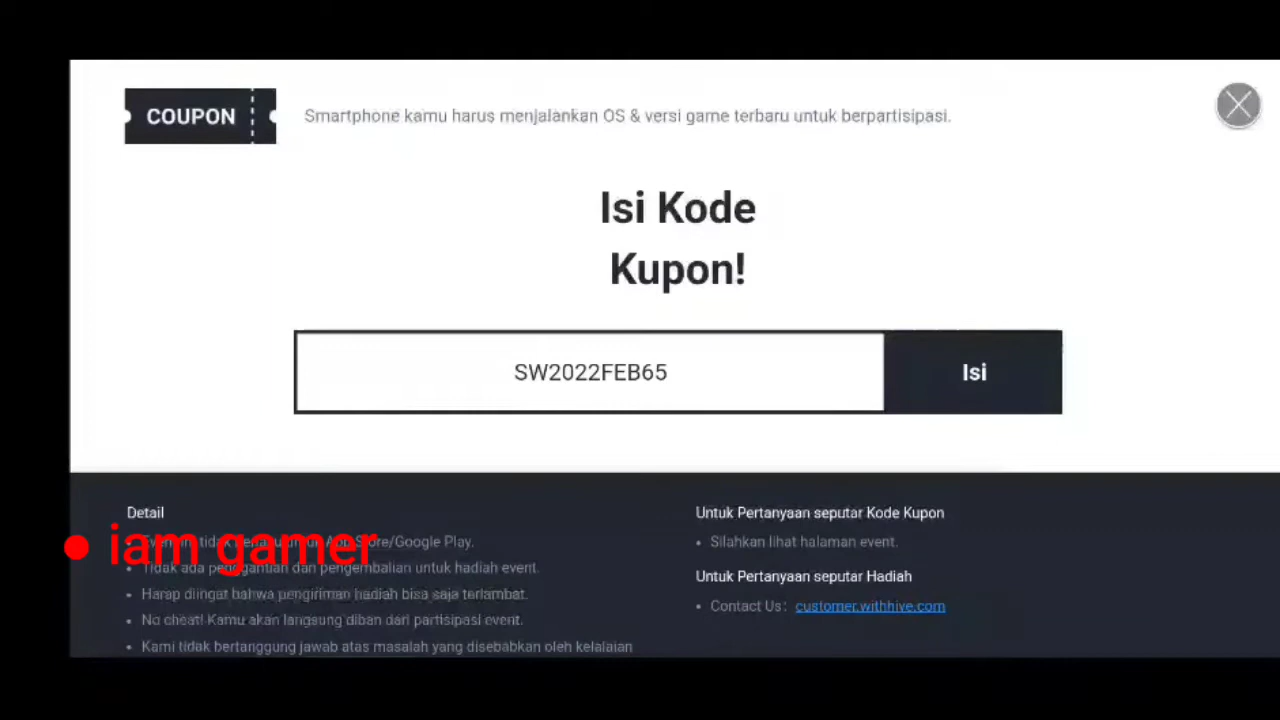 COUPON
Smartphone kamu harus menjalankan OS & versi game terbaru untuk berpartisipasi.
Isi Kode
Kupon!
SW2022FEB65
Isi
Detail
App Store/Google Play.
iam gamer
Tidak ada penggantian dan pengembalian untuk hadiah event.
Harap diingat bahwa pengiriman hadiah bisa saja terlambat.
No cheat! Kamu akan langsung diban dari partisipasi event.
Kami tidak bertanggung jawab atas masalah yang disebabkan oleh kelalaian
Untuk Pertanyaan seputar Kode Kupon
Silahkan lihat halaman event.
Untuk Pertanyaan seputar Hadiah
Contact Us: customer.withhive.com